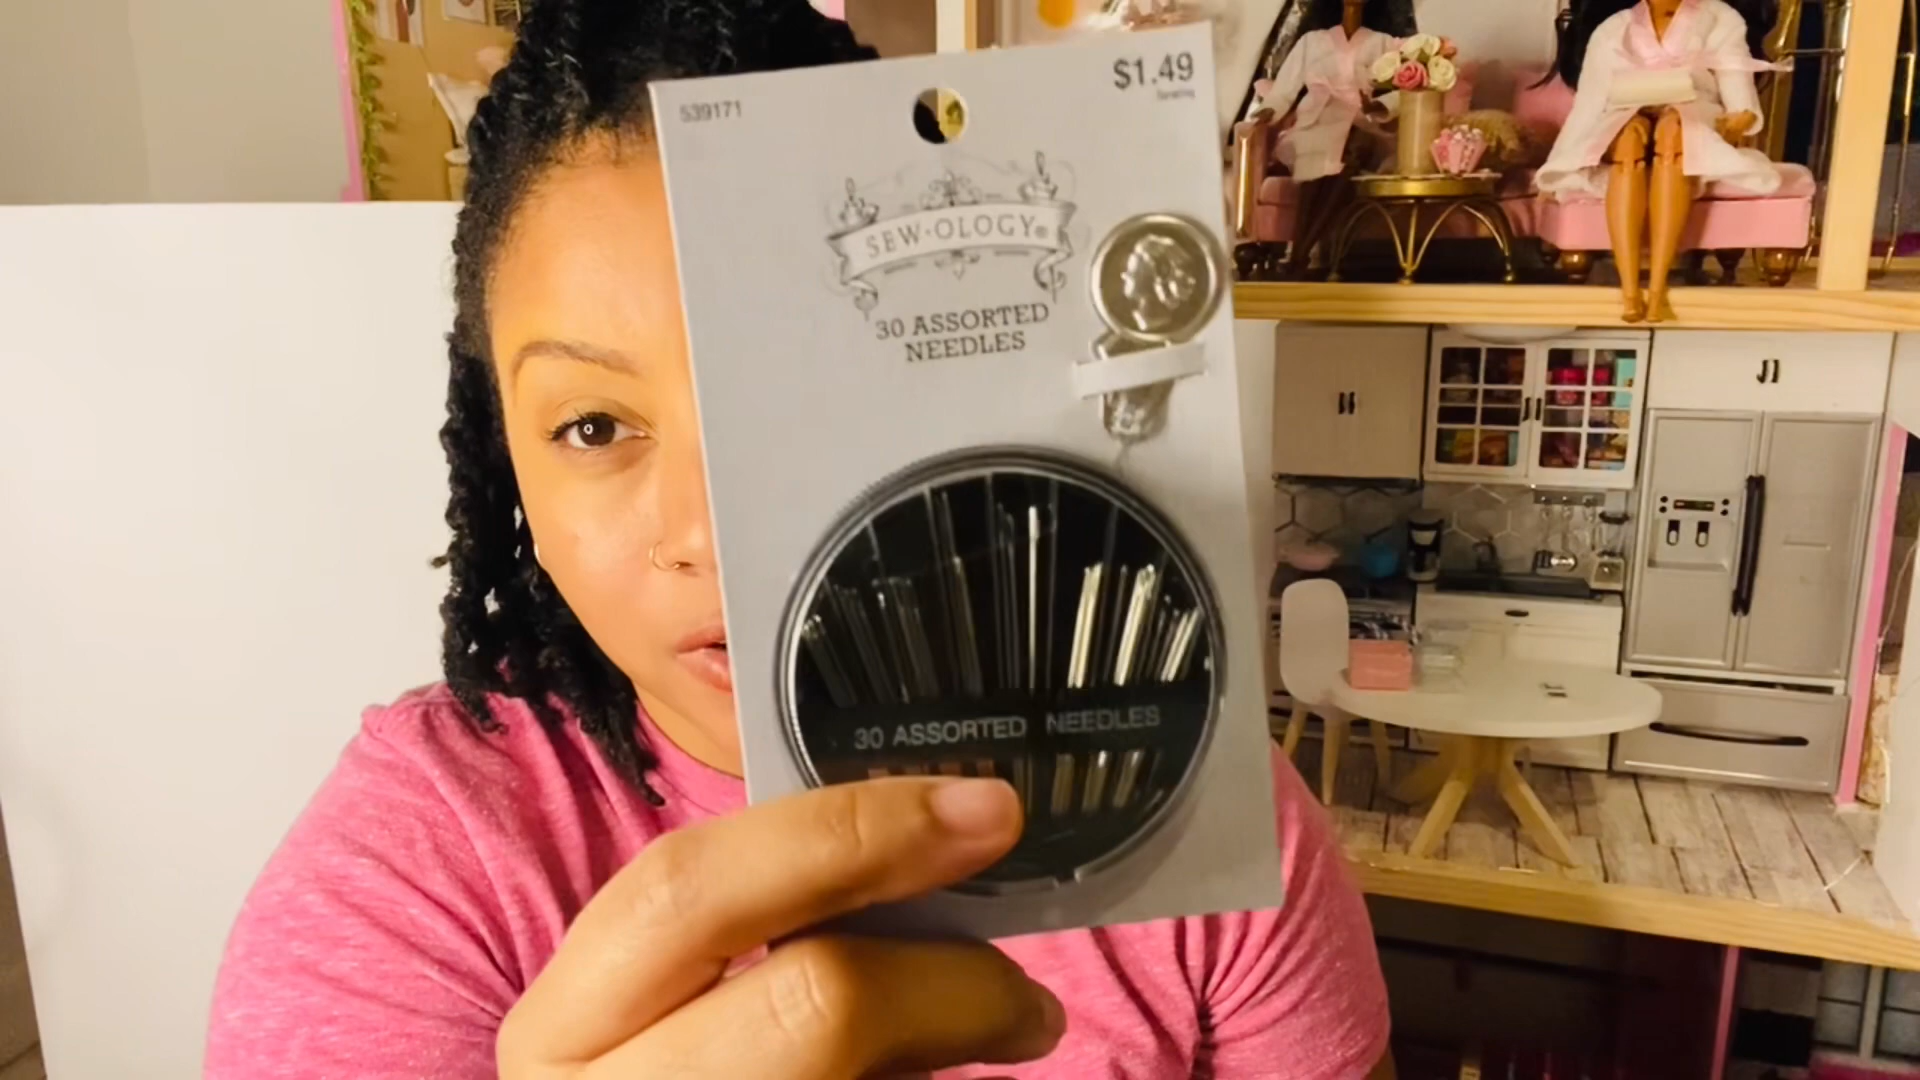 539171
$1.49
SEW•OLOGY®
30 ASSORTED
NEEDLES
30 ASSORTED NEEDLES